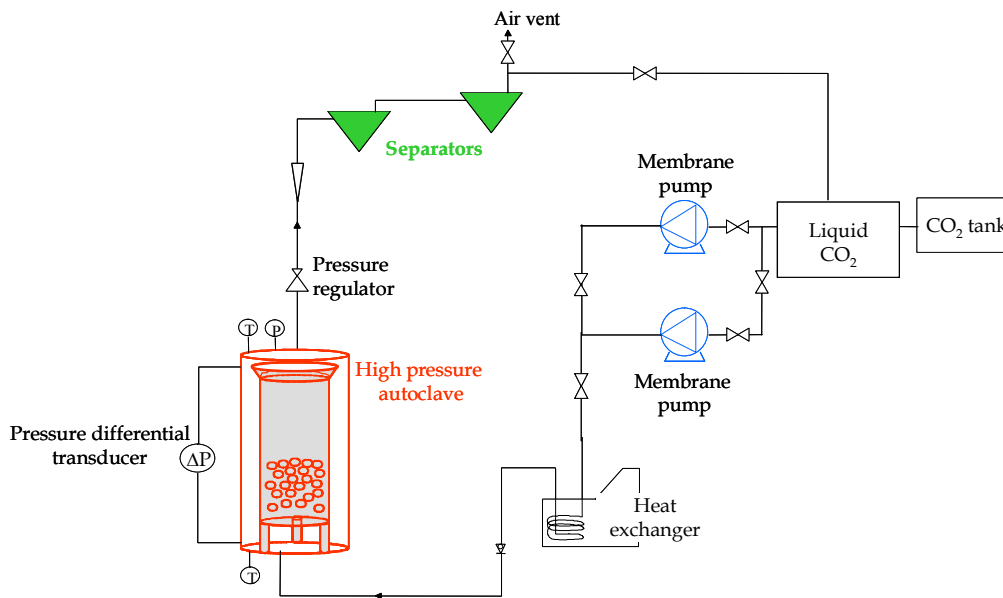 Air vent
Separators
Membrane
pump
Liquid
CO₂
CO₂ tank
Pressure
regulator
T
P
High pressure
autoclave
Membrane
pump
Pressure differential
transducer
ΔP
Heat
exchanger
T